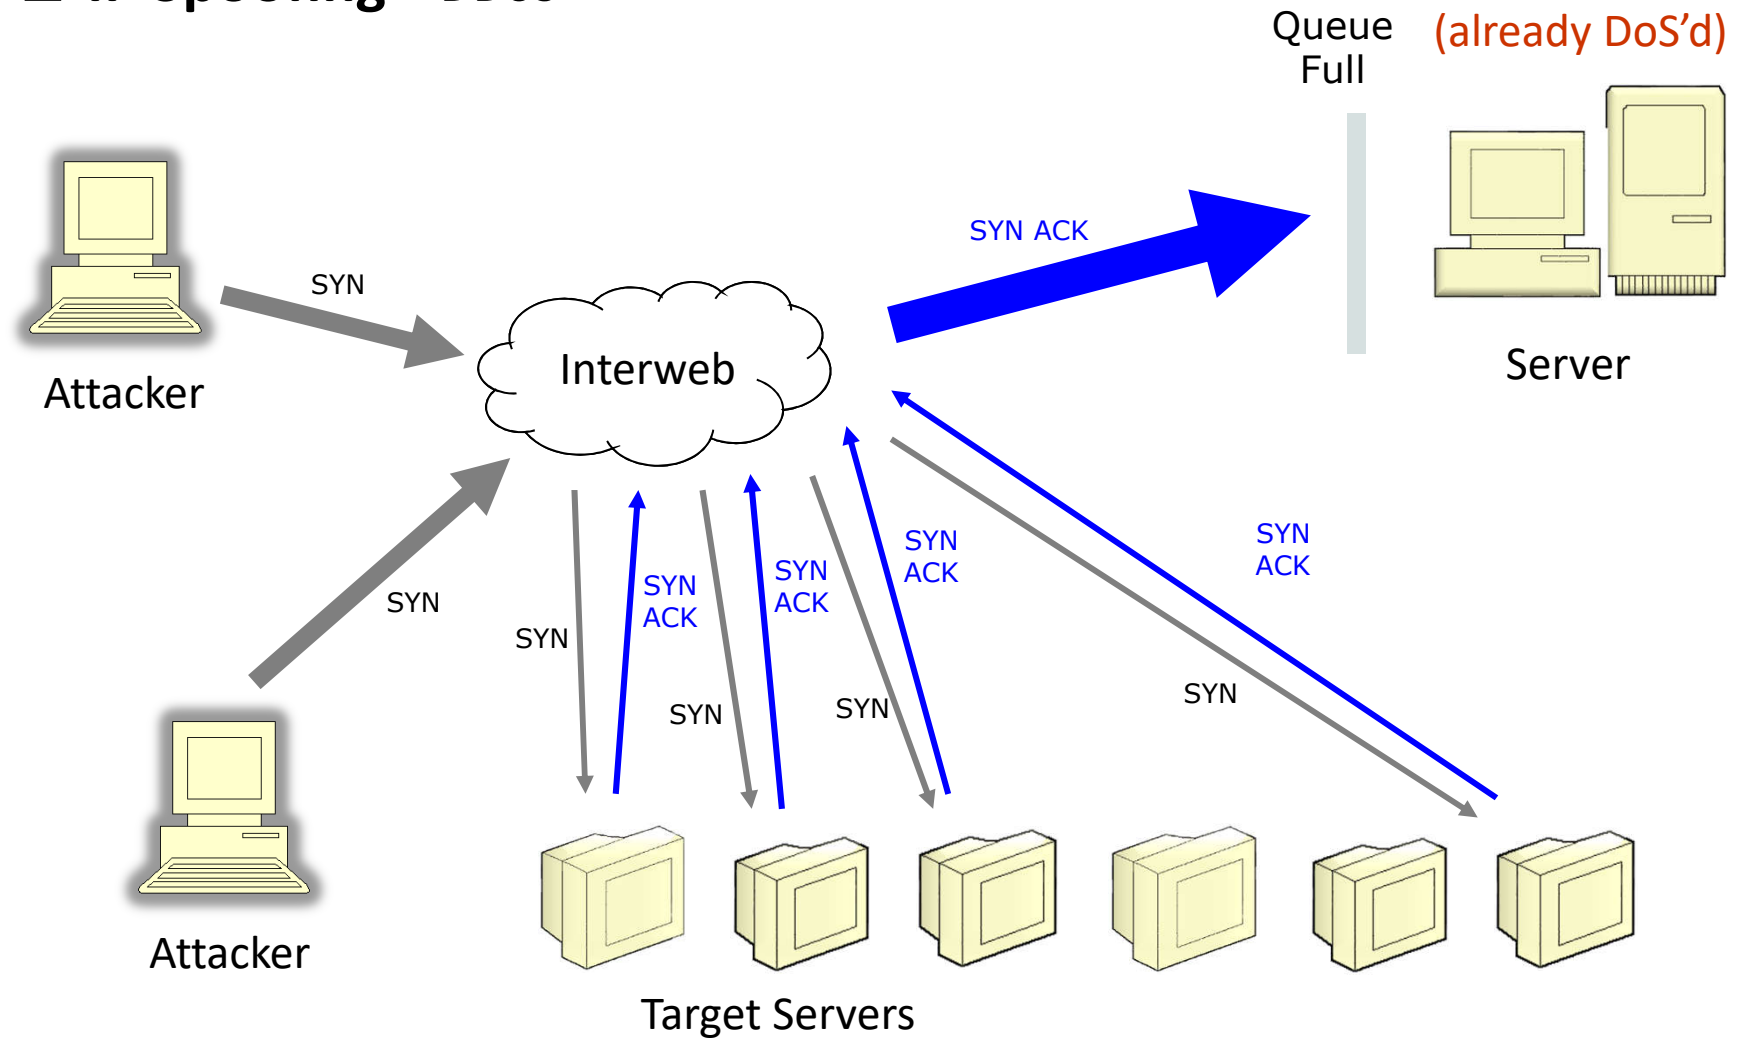 Queue
Full
(already DoS’d)
SYN
SYN ACK
Interweb
Server
Attacker
SYN
SYN
SYN
ACK
SYN
SYN
ACK
SYN
SYN
ACK
SYN
SYN
ACK
SYN
Attacker
Target Servers